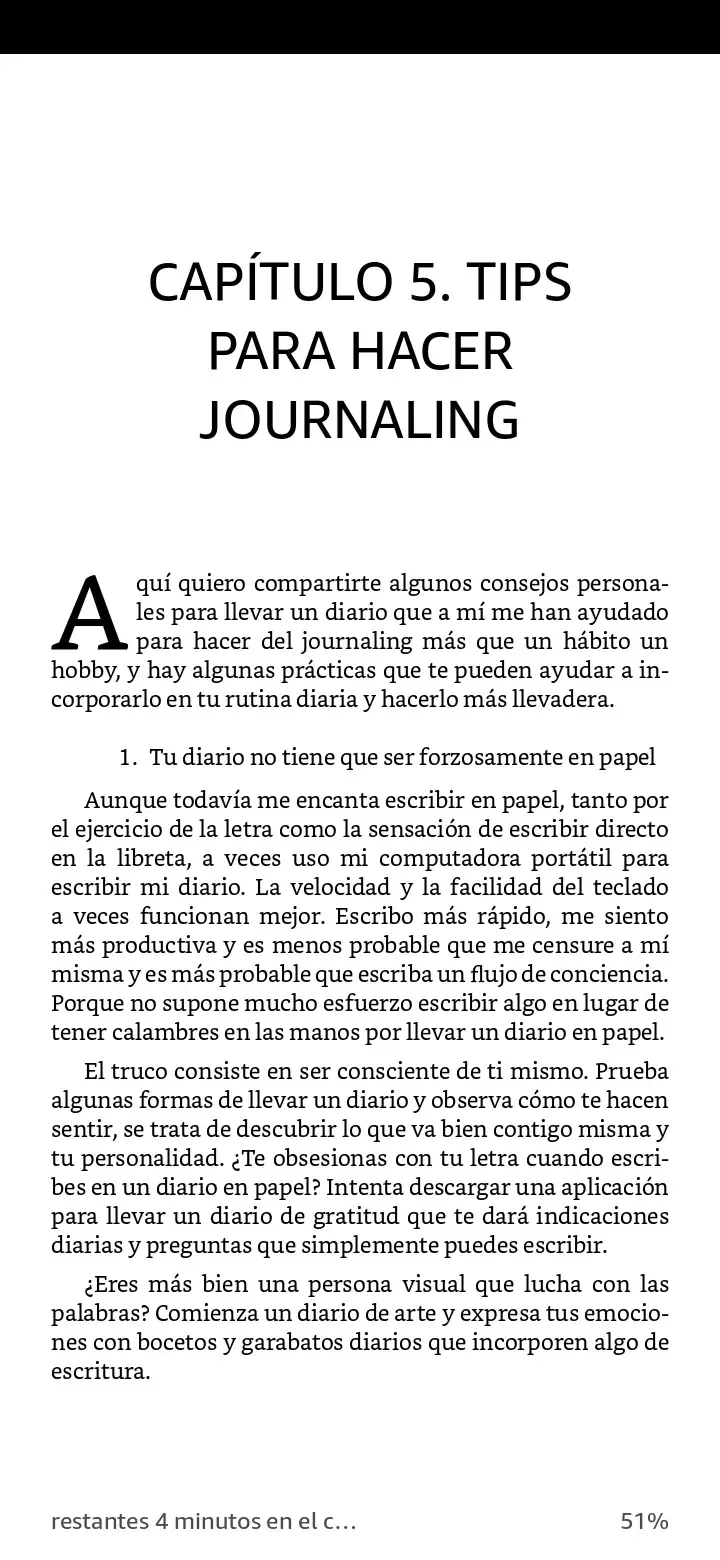 CAPÍTULO 5. TIPS
PARA HACER
JOURNALING
Aquí quiero compartirte algunos consejos persona-
les para llevar un diario que a mí me han ayudado
para hacer del journaling más que un hábito un
hobby, y hay algunas prácticas que te pueden ayudar a in-
corporarlo en tu rutina diaria y hacerlo más llevadera.
1. Tu diario no tiene que ser forzosamente en papel
Aunque todavía me encanta escribir en papel, tanto por
el ejercicio de la letra como la sensación de escribir directo
en la libreta, a veces uso mi computadora portátil para
escribir mi diario. La velocidad y la facilidad del teclado
a veces funcionan mejor. Escribo más rápido, me siento
más productiva y es menos probable que me censure a mí
misma y es más probable que escriba un flujo de conciencia.
Porque no supone mucho esfuerzo escribir algo en lugar de
tener calambres en las manos por llevar un diario en papel.
El truco consiste en ser consciente de ti mismo. Prueba
algunas formas de llevar un diario y observa cómo te hacen
sentir, se trata de descubrir lo que va bien contigo misma y
tu personalidad. ¿Te obsesionas con tu letra cuando escri-
bes en un diario en papel? Intenta descargar una aplicación
para llevar un diario de gratitud que te dará indicaciones
diarias y preguntas que simplemente puedes escribir.
¿Eres más bien una persona visual que lucha con las
palabras? Comienza un diario de arte y expresa tus emocio-
nes con bocetos y garabatos diarios que incorporen algo de
escritura.
restantes 4 minutos en el c… 51%